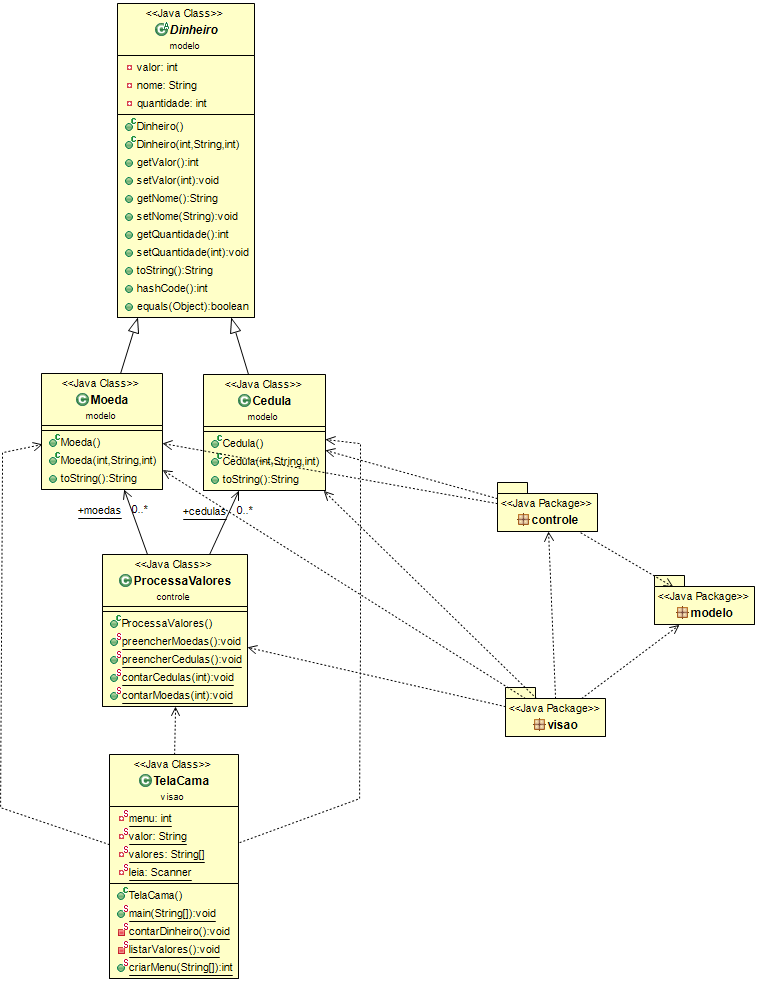 <<Java Class>>
Dinheiro
modelo
valor: int
nome: String
quantidade: int
Dinheiro()
Dinheiro(int,String,int)
getValor():int
setValor(int):void
getNome():String
setNome(String):void
getQuantidade():int
setQuantidade(int):void
toString():String
hashCode():int
equals(Object):boolean
<<Java Class>>
Moeda
modelo
Moeda()
Moeda(int,String,int)
toString():String
<<Java Class>>
Cedula
modelo
Cedula()
Cedula(int,String,int)
toString():String
+moedas 0..*
+cedulas 0..*
<<Java Package>>
controle
<<Java Package>>
modelo
<<Java Class>>
ProcessaValores
controle
ProcessaValores()
preencherMoedas():void
preencherCedulas():void
contarCedulas(int):void
contarMoedas(int):void
<<Java Package>>
visao
<<Java Class>>
TelaCama
visao
menu: int
valor: String
valores: String[]
leia: Scanner
TelaCama()
main(String[]):void
contarDinheiro():void
listarValores():void
criarMenu(String[]):int